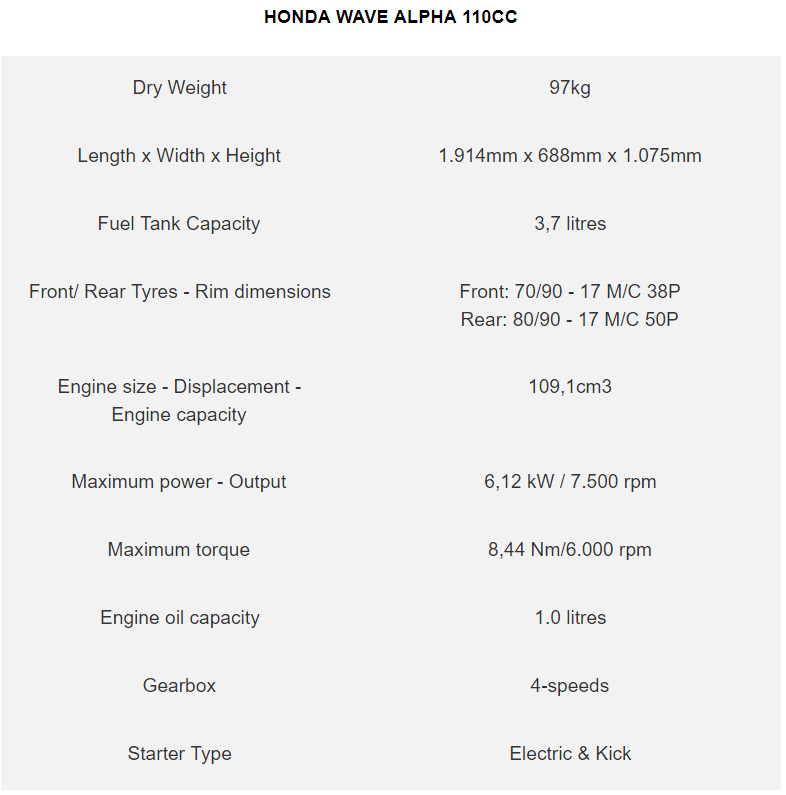 HONDA WAVE ALPHA 110CC
Dry Weight 97kg
Length x Width x Height 1.914mm x 688mm x 1.075mm
Fuel Tank Capacity 3,7 litres
Front/ Rear Tyres - Rim dimensions Front: 70/90 - 17 M/C 38P
Rear: 80/90 - 17 M/C 50P
Engine size - Displacement - 109,1cm3
Engine capacity
Maximum power - Output 6,12 kW / 7.500 rpm
Maximum torque 8,44 Nm/6.000 rpm
Engine oil capacity 1.0 litres
Gearbox 4-speeds
Starter Type Electric & Kick